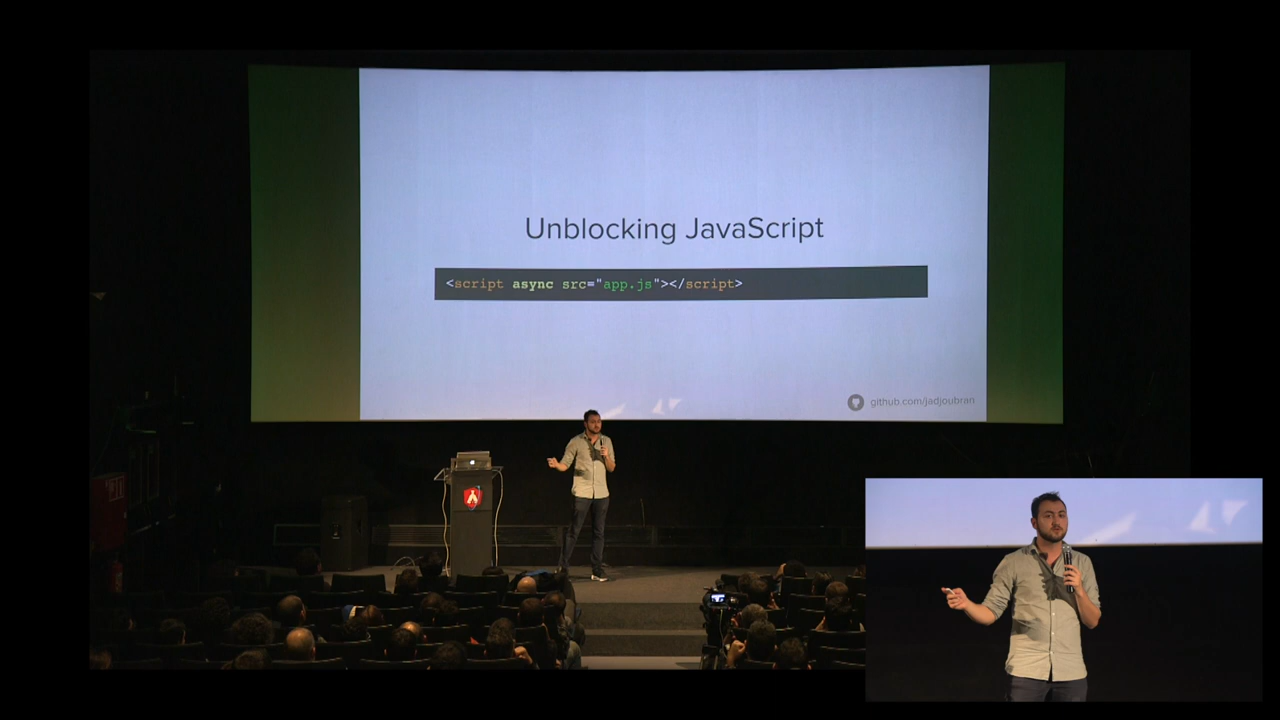 Unblocking JavaScript
<script async src="app.js"></script>
github.com/jadjoubran